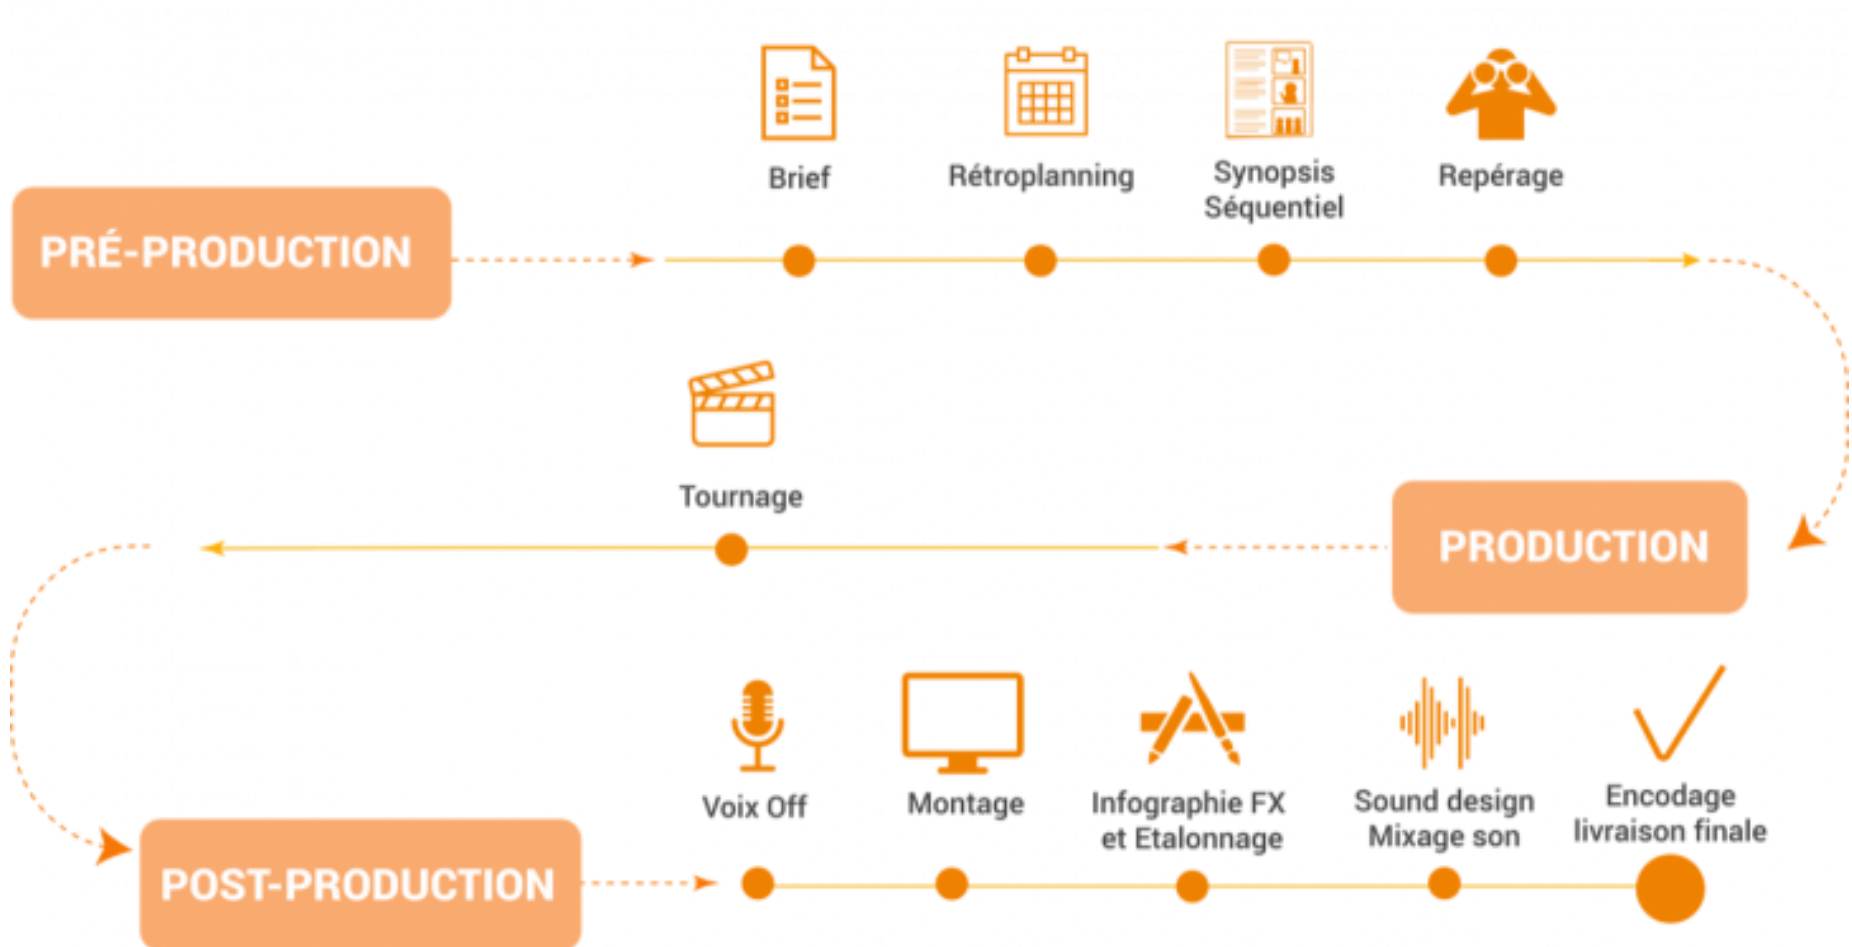 PRÉ-PRODUCTION
Brief
Rétroplanning
Synopsis
Séquentiel
Repérage
Tournage
PRODUCTION
POST-PRODUCTION
Voix Off
Montage
Infographie FX
et Etalonnage
Sound design
Mixage son
Encodage
livraison finale